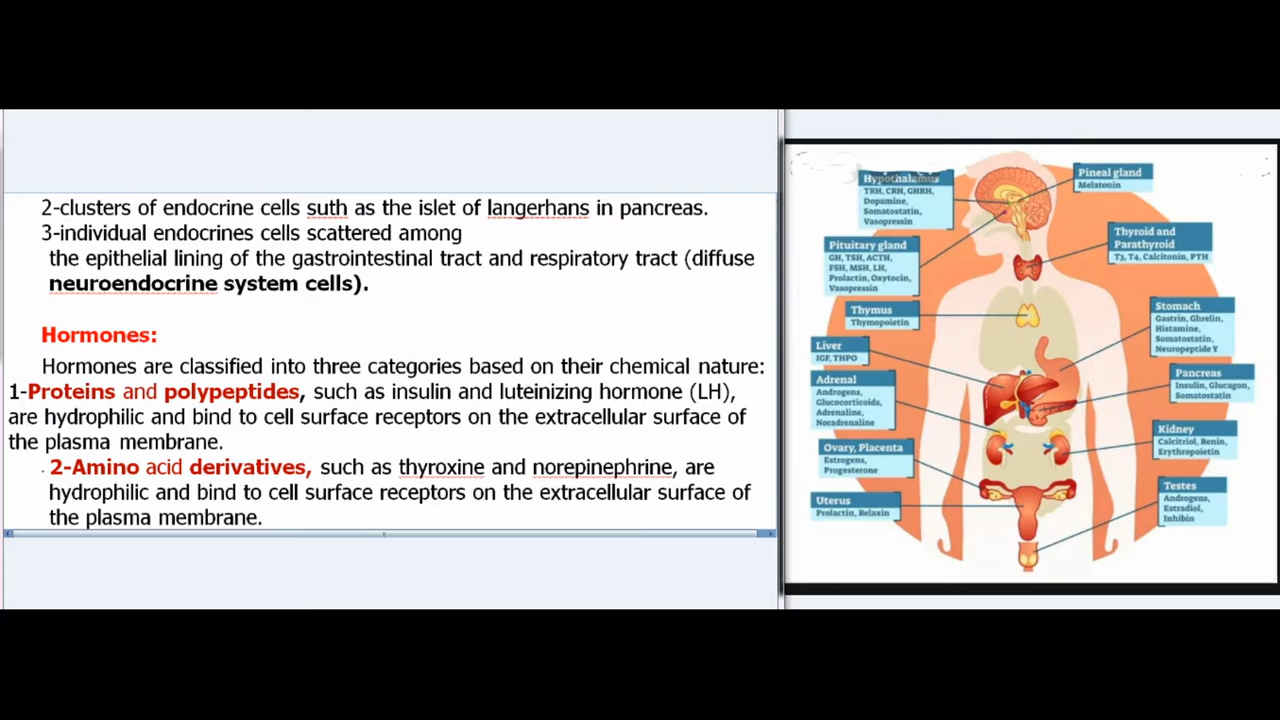 2-clusters of endocrine cells suth as the islet of langerhans in pancreas.
3-individual endocrines cells scattered among
the epithelial lining of the gastrointestinal tract and respiratory tract (diffuse
neuroendocrine system cells).
Hormones:
Hormones are classified into three categories based on their chemical nature:
1-Proteins and polypeptides, such as insulin and luteinizing hormone (LH),
are hydrophilic and bind to cell surface receptors on the extracellular surface of
the plasma membrane.
2-Amino acid derivatives, such as thyroxine and norepinephrine, are
hydrophilic and bind to cell surface receptors on the extracellular surface of
the plasma membrane.
Hypothalamus
TRH, CRH, GHRH,
Dopamine,
Somatostatin,
Vasopressin
Pituitary gland
GH, TSH, ACTH,
FSH, MSH, LH,
Prolactin, Oxytocin,
Vasopressin
Thymus
Thymopoietin
Liver
IGF, THPO
Adrenal
Androgens,
Glucocorticoids,
Adrenaline,
Noradrenaline
Ovary, Placenta
Estrogens,
Progesterone
Uterus
Prolactin, Relaxin
Pineal gland
Melatonin
Thyroid and
Parathyroid
T3, T4, Calcitonin, PTH
Stomach
Gastrin, Ghrelin,
Histamine,
Somatostatin,
Neuropeptide Y
Pancreas
Insulin, Glucagon,
Somatostatin
Kidney
Calcitriol, Renin,
Erythropoietin
Testes
Androgens,
Estradiol,
Inhibin